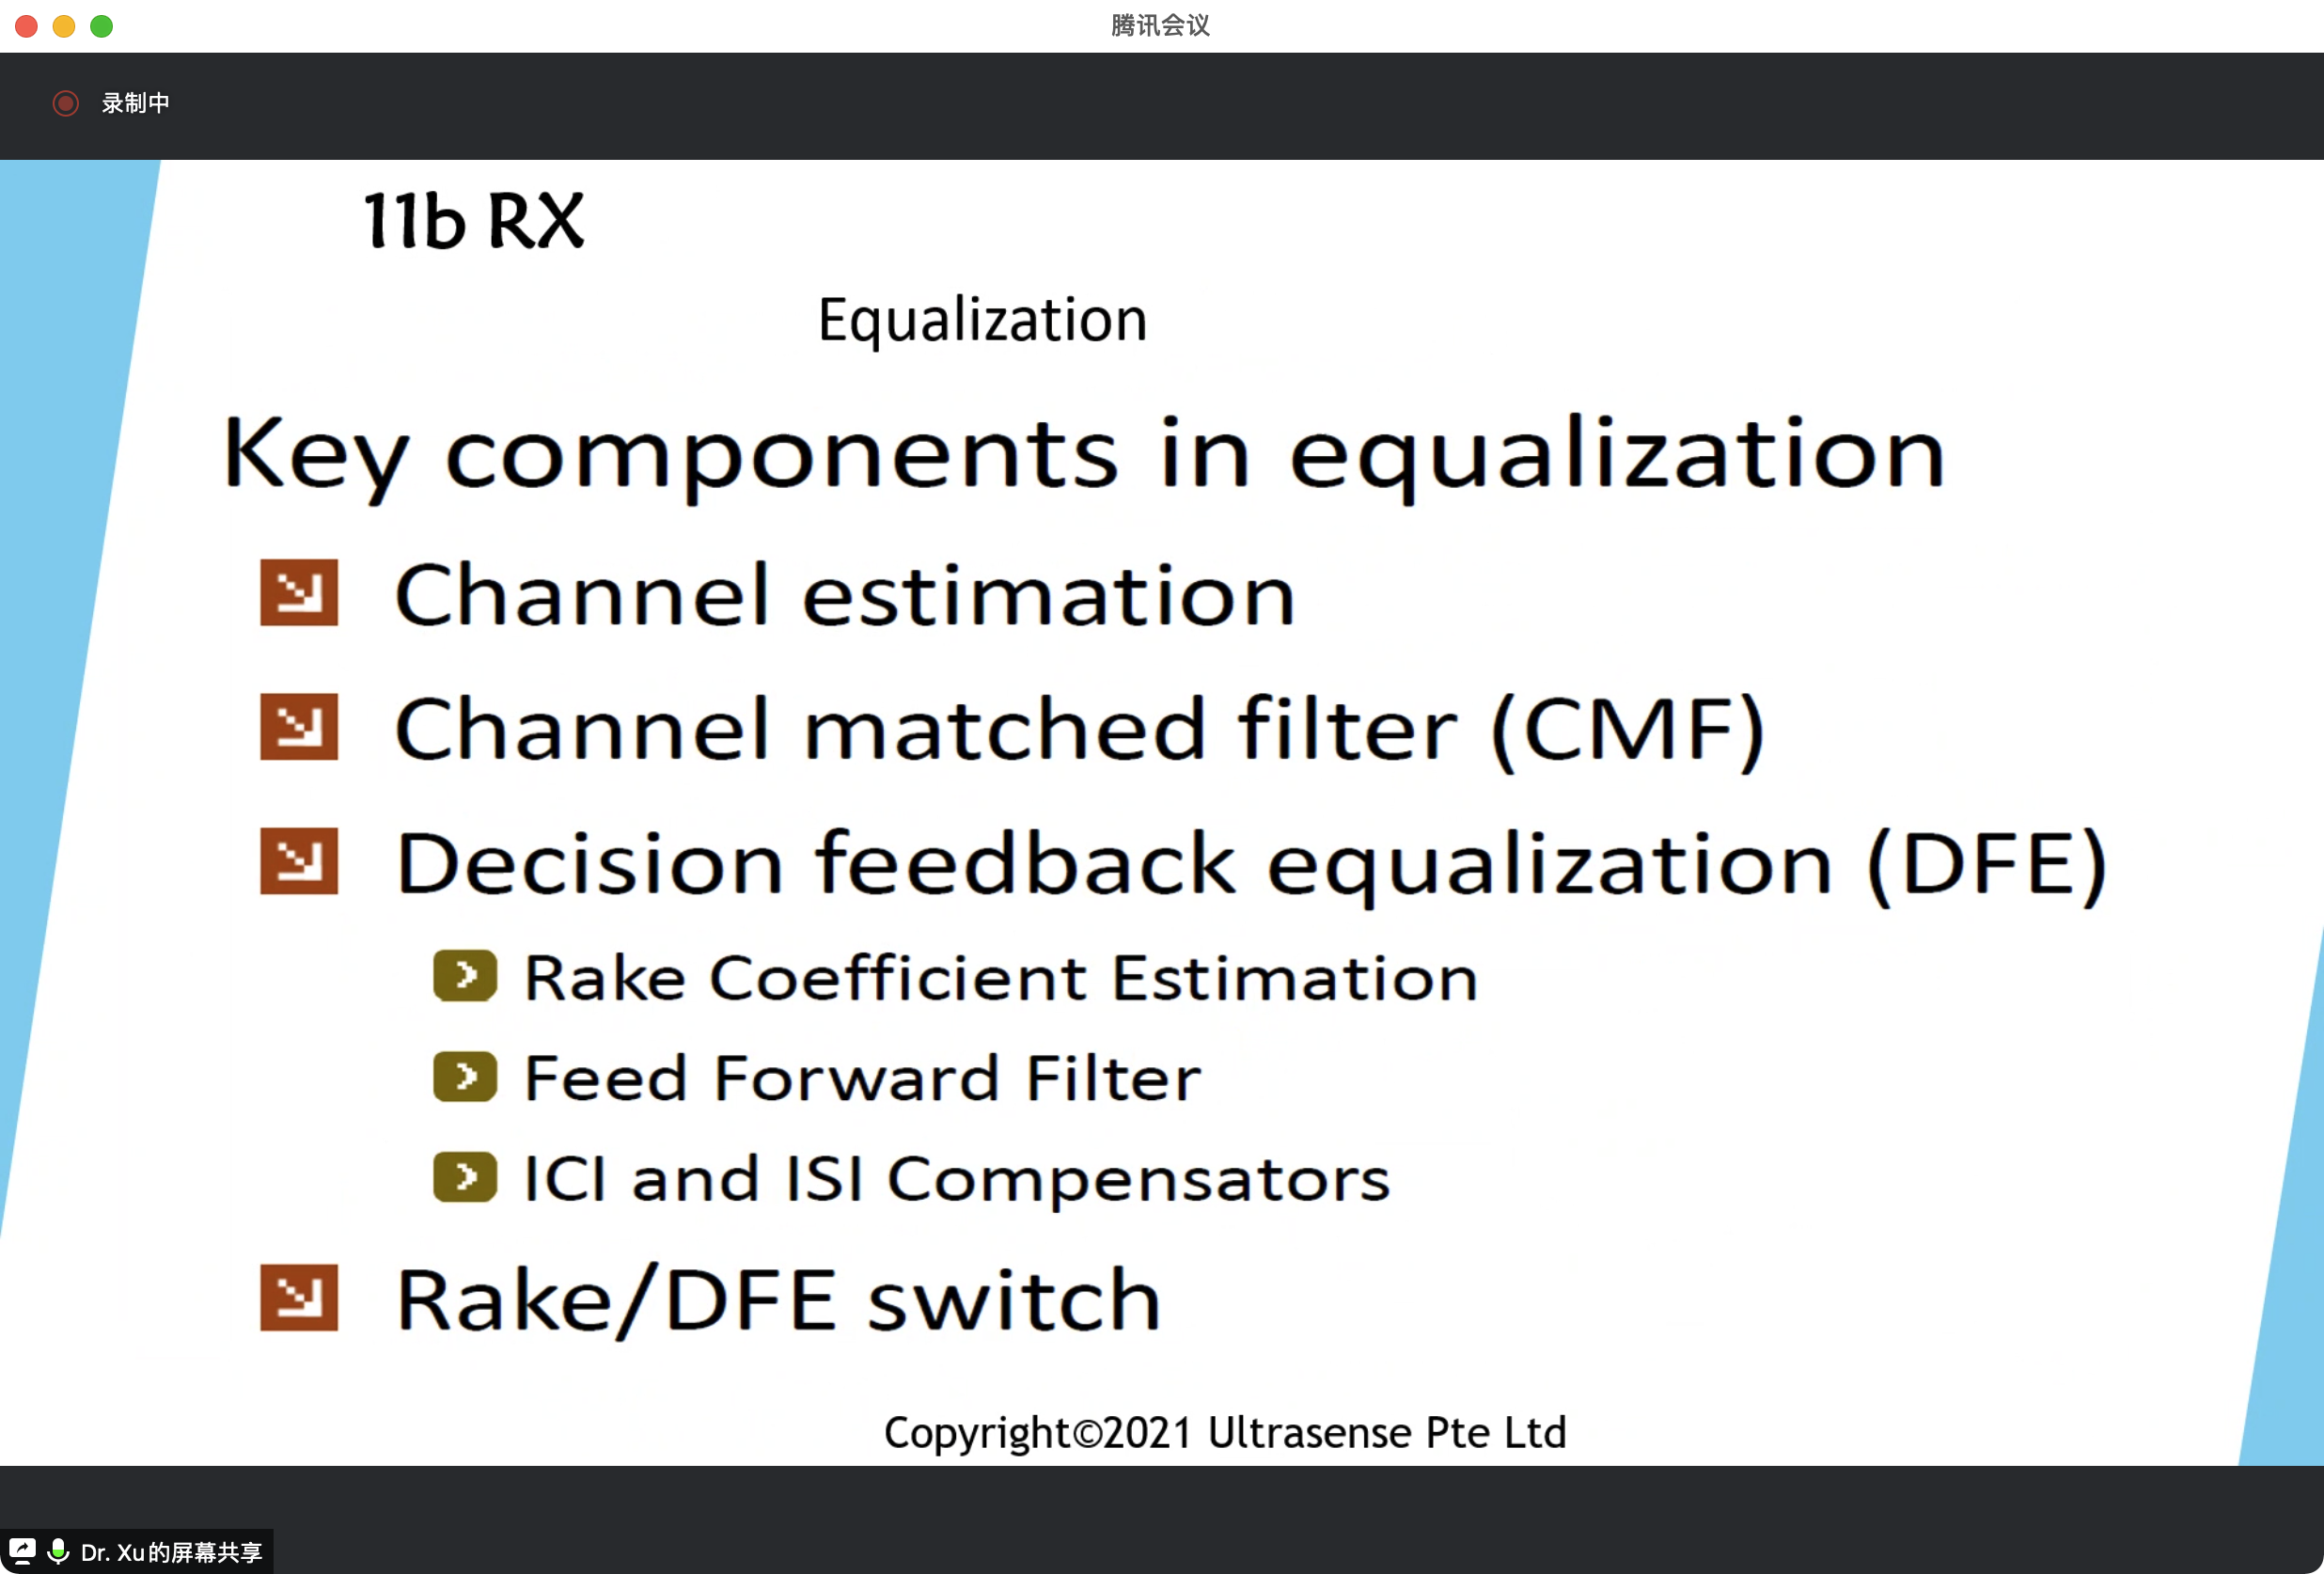 腾讯会议
录制中
11b RX
Equalization
Key components in equalization
Channel estimation
Channel matched filter (CMF)
Decision feedback equalization (DFE)
Rake Coefficient Estimation
Feed Forward Filter
ICI and ISI Compensators
Rake/DFE switch
Copyright©2021 Ultrasense Pte Ltd
Dr. Xu的屏幕共享